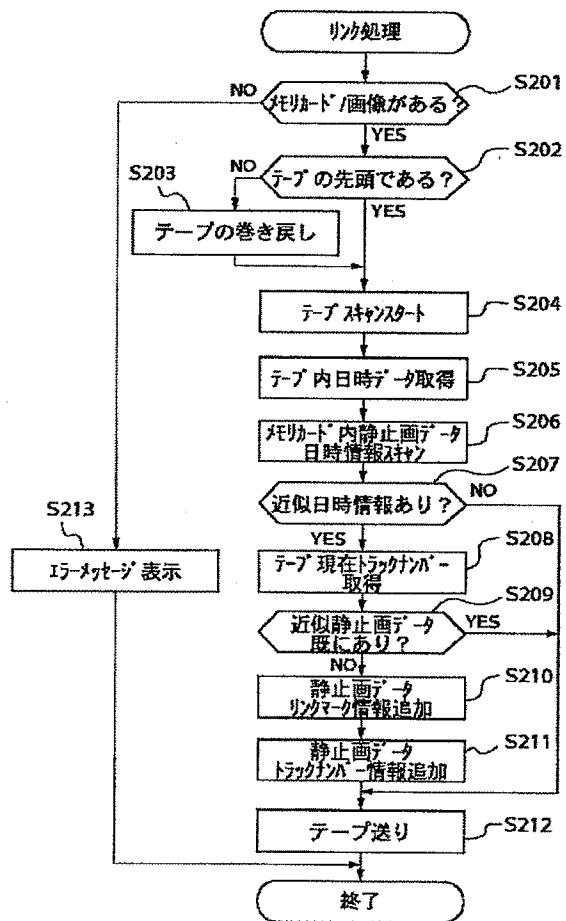 リンク処理
NO
S201
メモリカード/画像がある?
YES
S202
S203
NO
テープの先頭である?
YES
テープの巻き戻し
テープスキャンスタート
S204
テープ内日時データ取得
S205
メモリカード内静止画データ
日時情報スキャン
S206
S207
近似日時情報あり?
NO
S213
YES
S208
エラーメッセージ表示
テープ現在トラックナンバー
取得
S209
近似静止画データ
既にあり?
YES
NO
S210
静止画データ
リンクマーク情報追加
S211
静止画データ
トラックナンバー情報追加
テープ送り
S212
終了